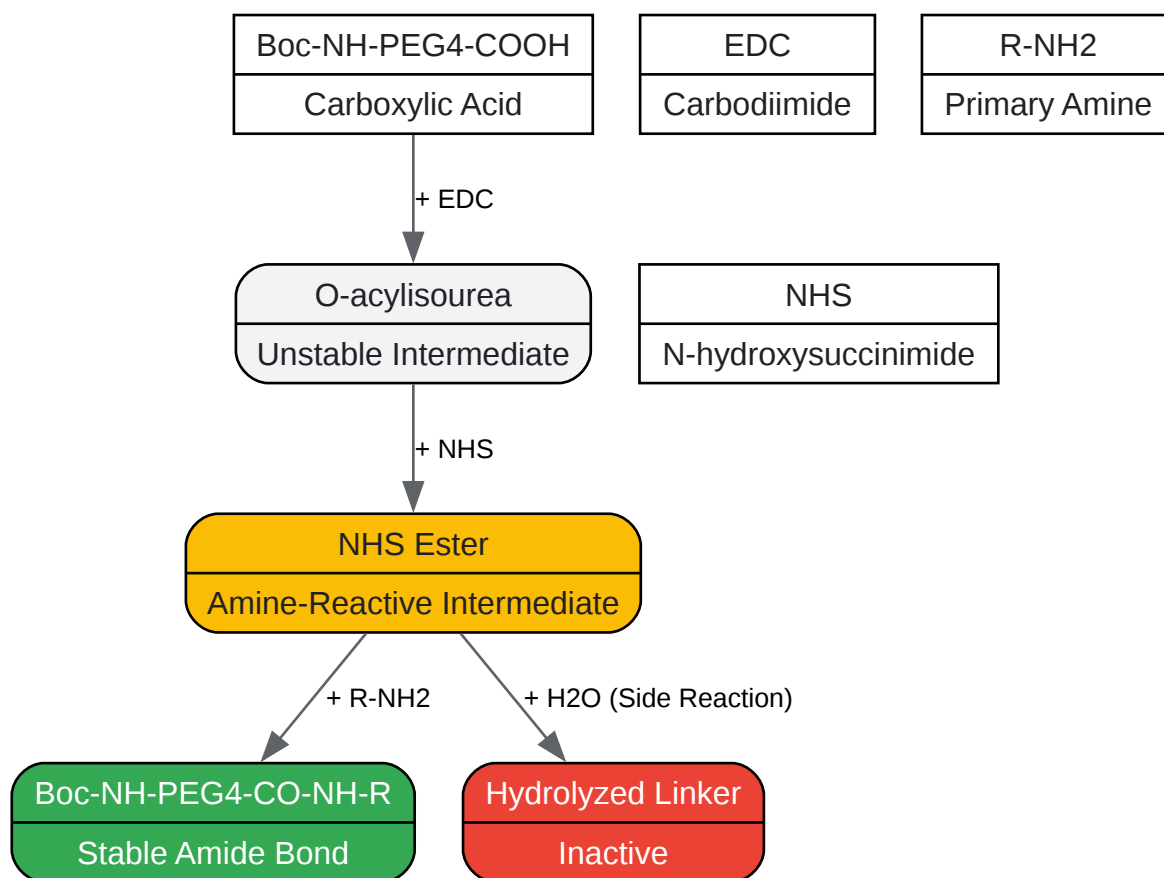 Boc-NH-PEG4-COOH
Carboxylic Acid
EDC
Carbodiimide
R-NH2
Primary Amine
+ EDC
O-acylisourea
Unstable Intermediate
NHS
N-hydroxysuccinimide
+ NHS
NHS Ester
Amine-Reactive Intermediate
+ R-NH2
+ H2O (Side Reaction)
Boc-NH-PEG4-CO-NH-R
Stable Amide Bond
Hydrolyzed Linker
Inactive